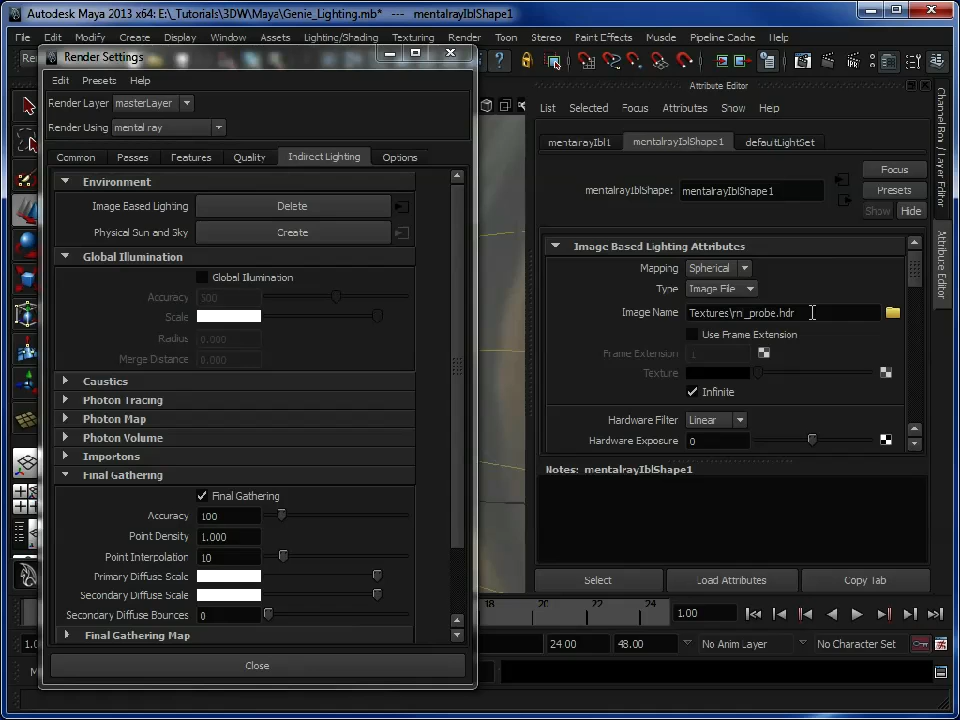 Autodesk Maya 2013 x64: E:\_Tutorials\3DW\Maya\Genie_Lighting.mb* --- mentalrayIblShape1
File Edit Modify Create Display Window Assets Lighting/Shading Texturing Render Toon Stereo Paint Effects Muscle Pipeline Cache Help
Render Settings
Edit Presets Help
Render Layer masterLayer
Render Using mental ray
Common Passes Features Quality Indirect Lighting Options
Environment
Image Based Lighting Delete
Physical Sun and Sky Create
Global Illumination
Global Illumination
Accuracy 500
Scale
Radius 0.000
Merge Distance 0.000
Caustics
Photon Tracing
Photon Map
Photon Volume
Importons
Final Gathering
Final Gathering
Accuracy 100
Point Density 1.000
Point Interpolation 10
Primary Diffuse Scale
Secondary Diffuse Scale
Secondary Diffuse Bounces 0
Final Gathering Map
Close
Attribute Editor
List Selected Focus Attributes Show Help
mentalrayIbl1 mentalrayIblShape1 defaultLightSet
Focus
mentalrayIblShape: mentalrayIblShape1
Presets
Show Hide
Image Based Lighting Attributes
Mapping Spherical
Type Image File
Image Name Textures\rnl_probe.hdr
Use Frame Extension
Frame Extension 1
Texture
Infinite
Hardware Filter Linear
Hardware Exposure 0
Notes: mentalrayIblShape1
Select Load Attributes Copy Tab
Channel Box / Layer Editor
Attribute Editor
18 20 22 24 1.00
24.00 48.00 No Anim Layer No Character Set